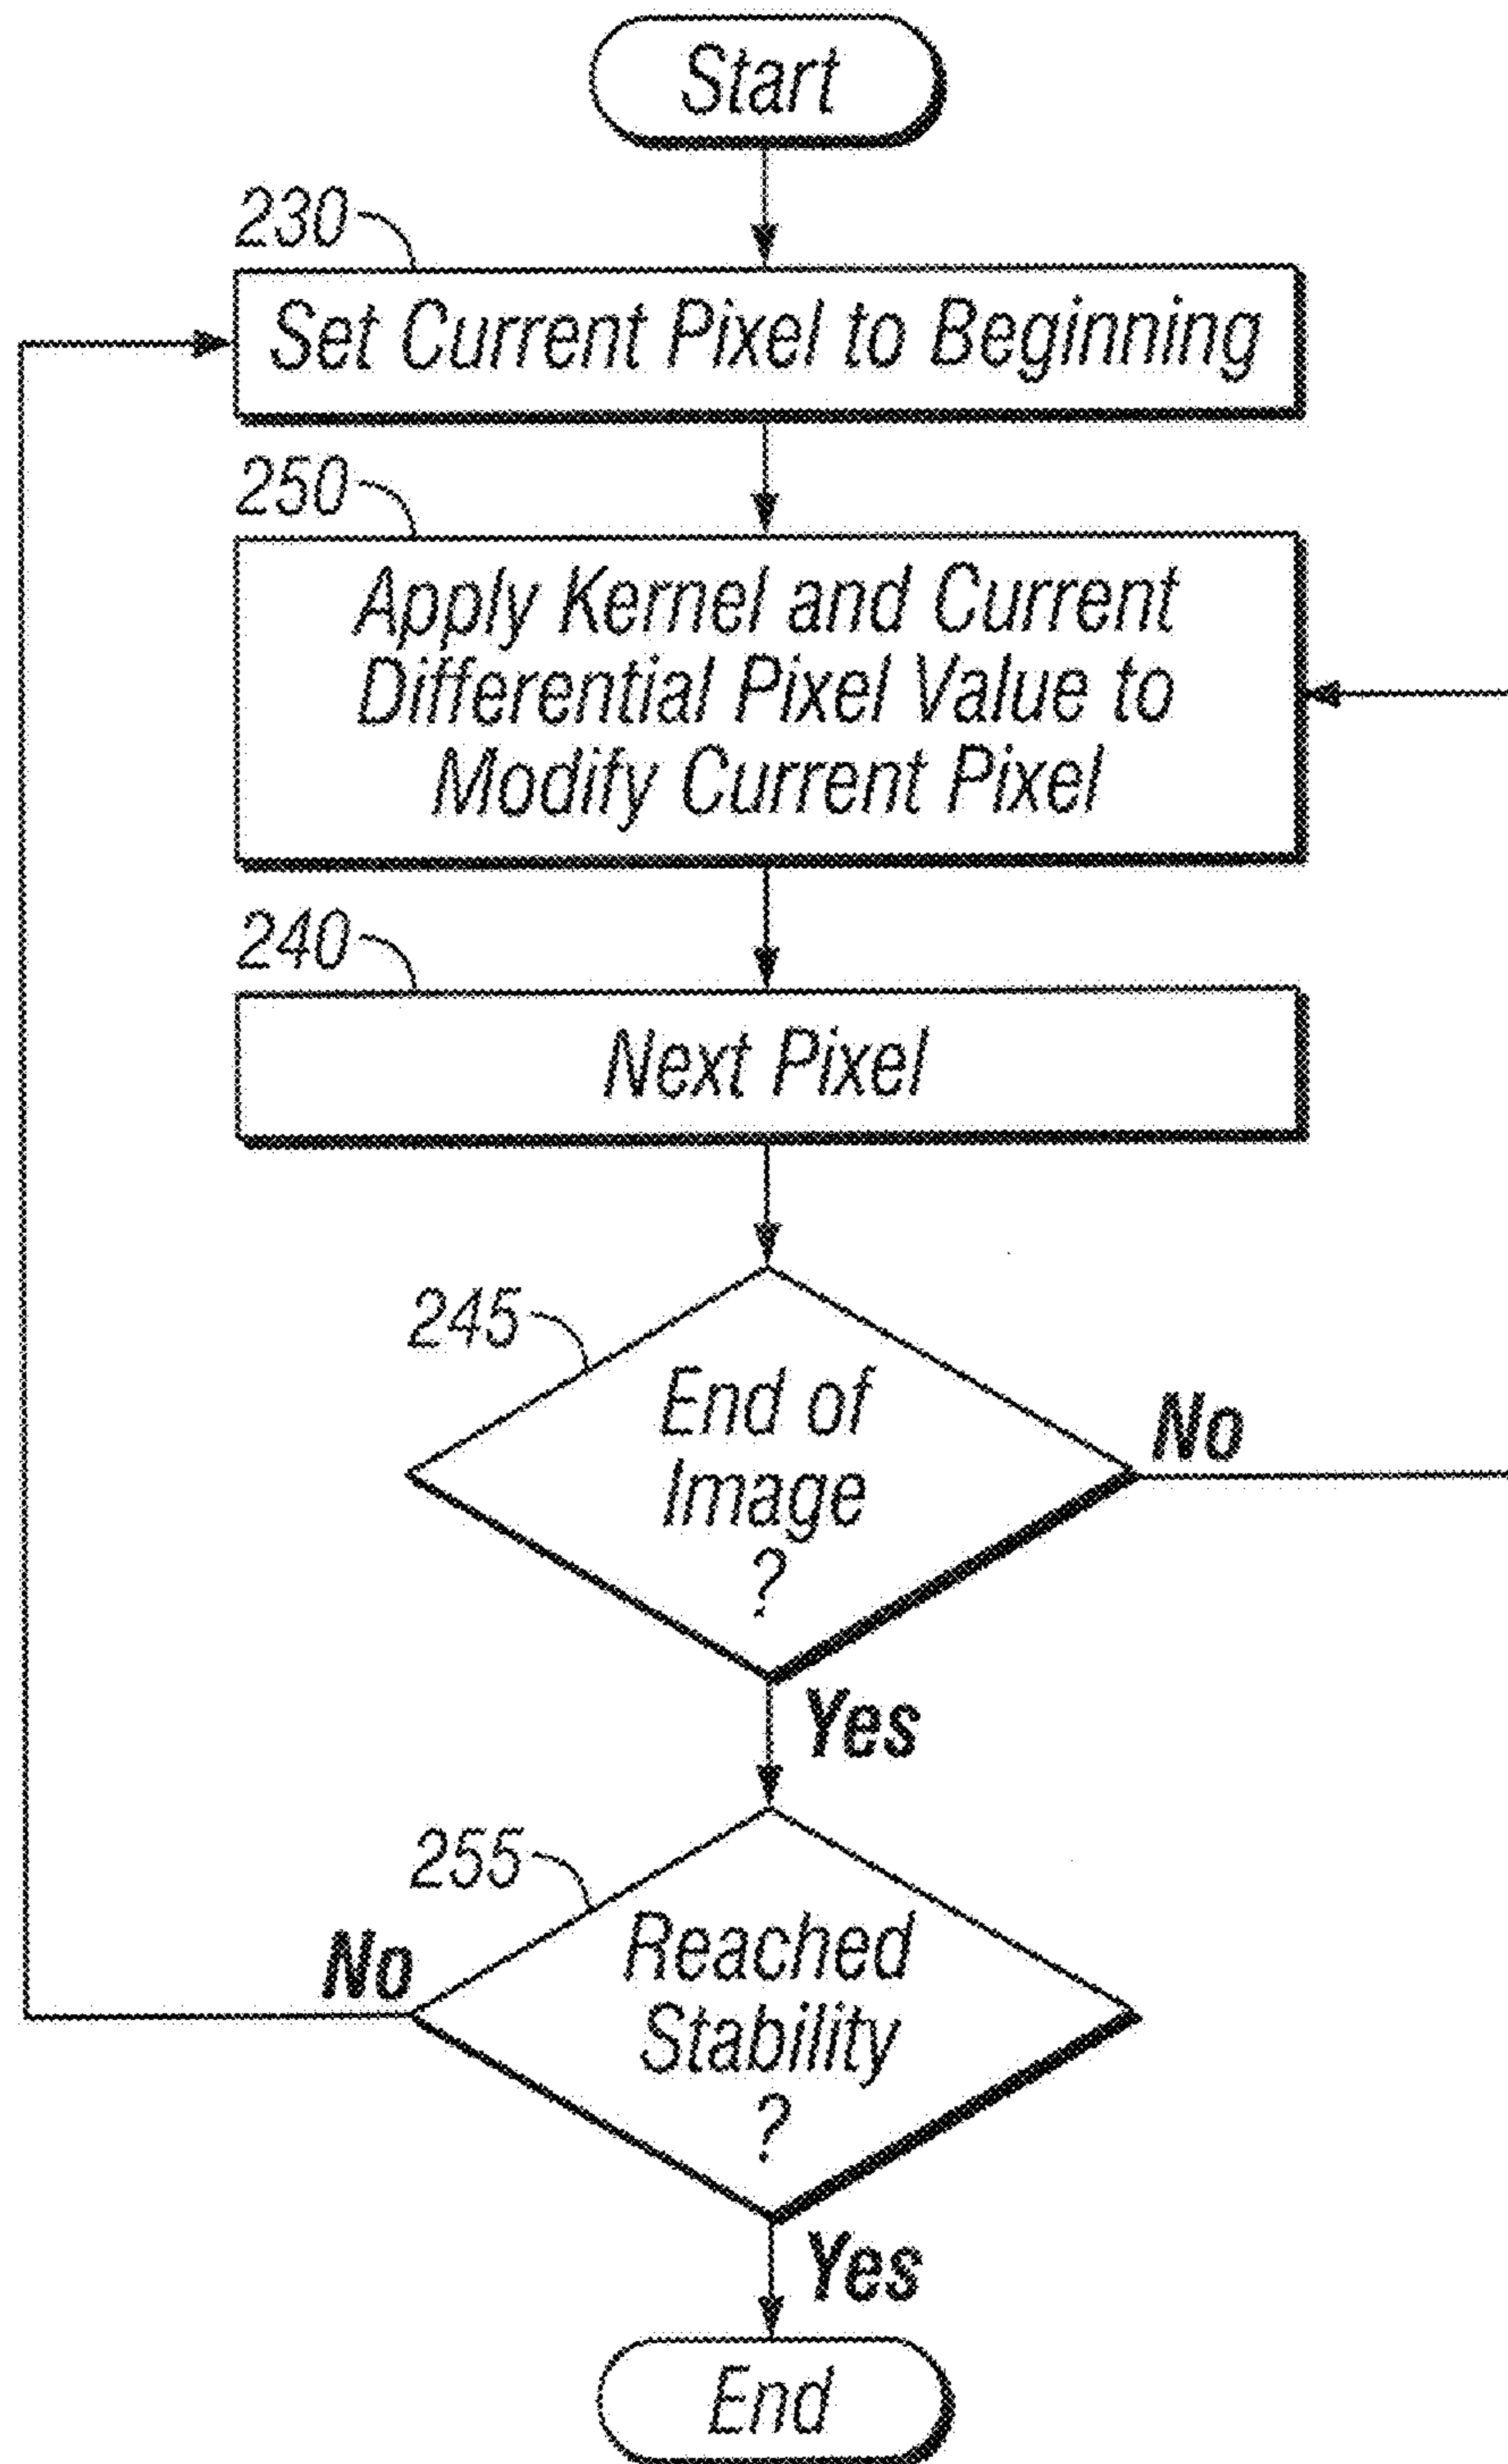 Start
230
Set Current Pixel to Beginning
250
Apply Kernel and Current
Differential Pixel Value to
Modify Current Pixel
240
Next Pixel
245
End of
Image
?
No
Yes
255
Reached
Stability
?
No
Yes
End